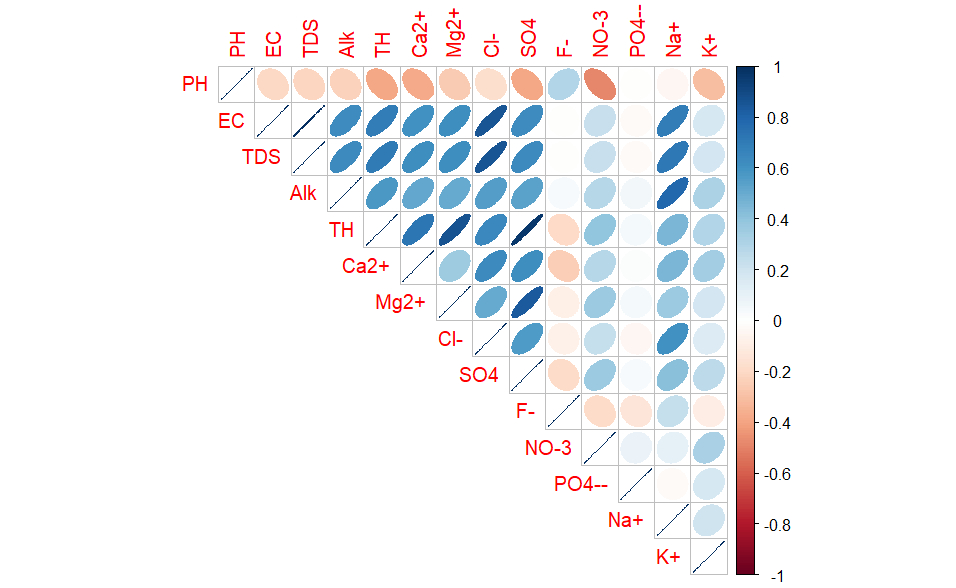 PH
EC
TDS
Alk
TH
Ca2+
Mg2+
Cl-
SO4
F-
NO-3
PO4--
Na+
K+
PH
EC
TDS
Alk
TH
Ca2+
Mg2+
Cl-
SO4
F-
NO-3
PO4--
Na+
K+
1
0.8
0.6
0.4
0.2
0
-0.2
-0.4
-0.6
-0.8
-1